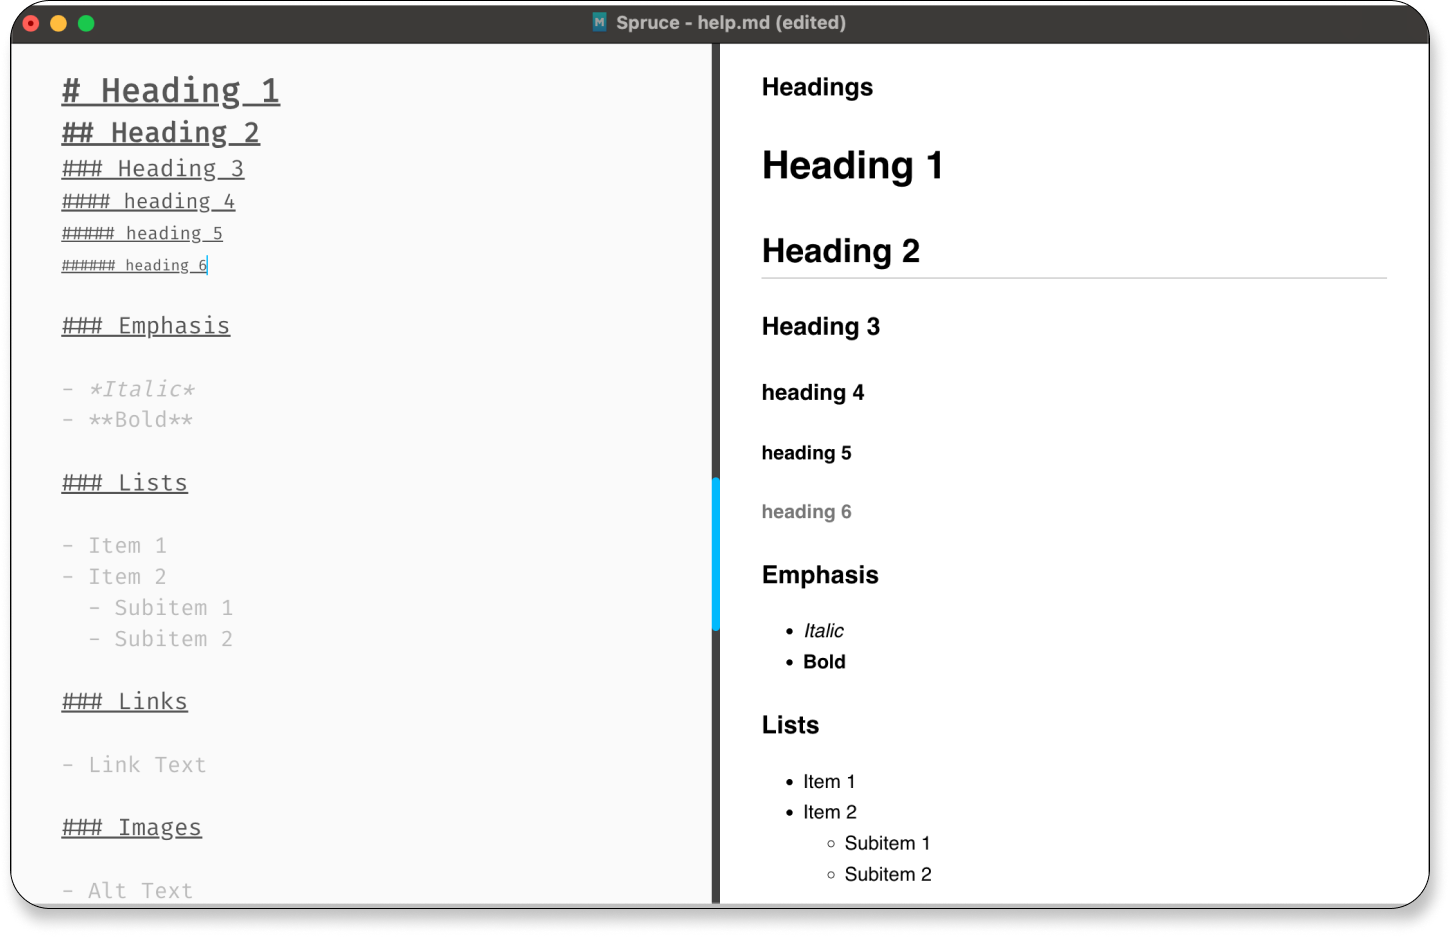 Spruce - help.md (edited)
# Heading 1
## Heading 2
### Heading 3
#### heading 4
##### heading 5
###### heading 6
### Emphasis
- *Italic*
- **Bold**
### Lists
- Item 1
- Item 2
- Subitem 1
- Subitem 2
### Links
- Link Text
### Images
- Alt Text
Headings
Heading 1
Heading 2
Heading 3
heading 4
heading 5
heading 6
Emphasis
• Italic
• Bold
Lists
• Item 1
• Item 2
◦ Subitem 1
◦ Subitem 2